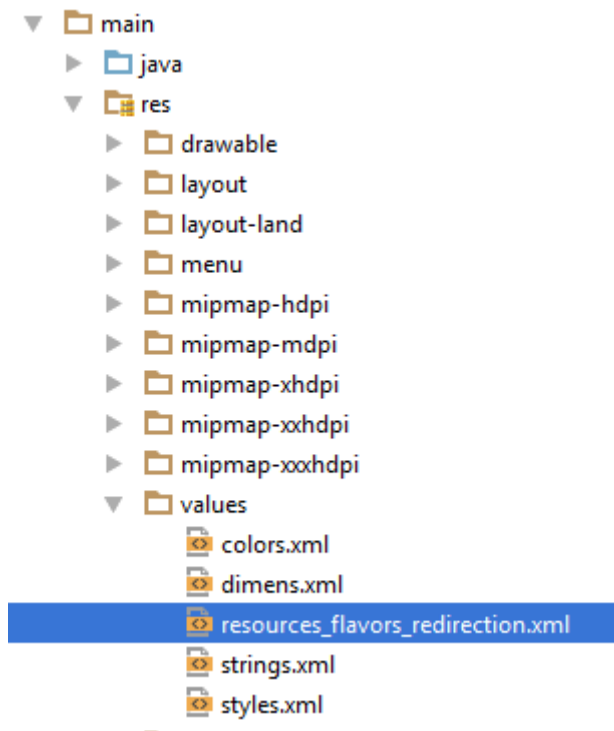 main
java
res
drawable
layout
layout-land
menu
mipmap-hdpi
mipmap-mdpi
mipmap-xhdpi
mipmap-xxhdpi
mipmap-xxxhdpi
values
colors.xml
dimens.xml
resources_flavors_redirection.xml
strings.xml
styles.xml